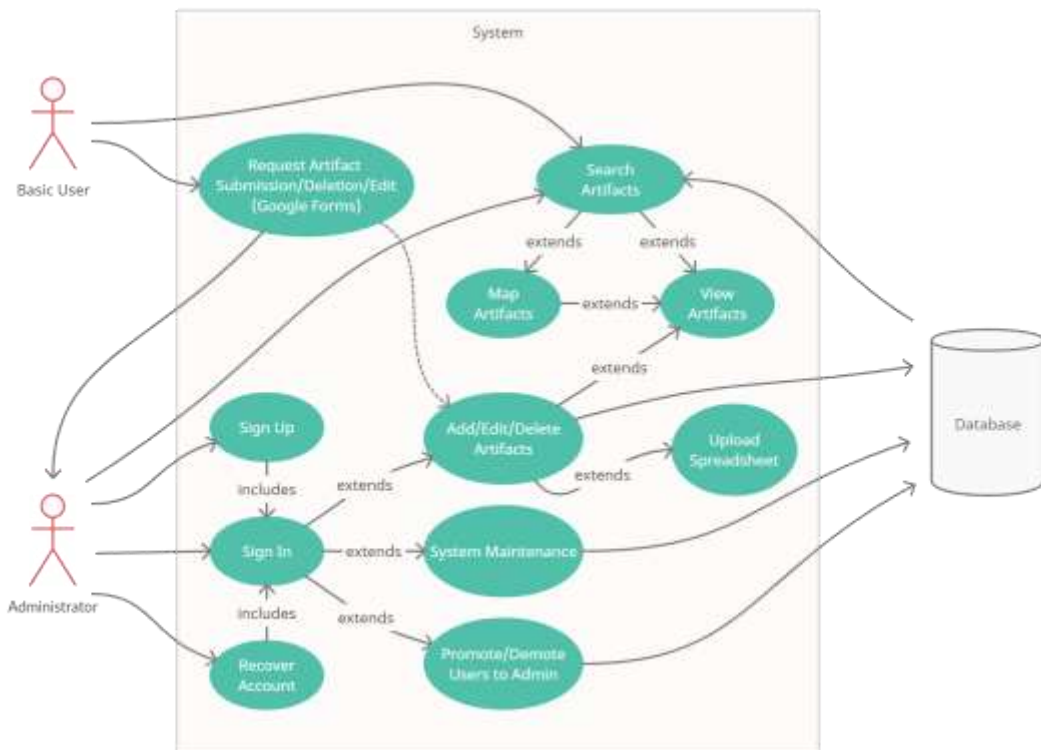 System
Basic User
Request Artifact
Submission/Deletion/Edit
(Google Forms)
Search
Artifacts
extends
extends
Map
Artifacts
extends
View
Artifacts
extends
Sign Up
Add/Edit/Delete
Artifacts
Upload
Spreadsheet
Database
includes
extends
extends
Administrator
Sign In
extends
System Maintenance
includes
extends
Recover
Account
Promote/Demote
Users to Admin